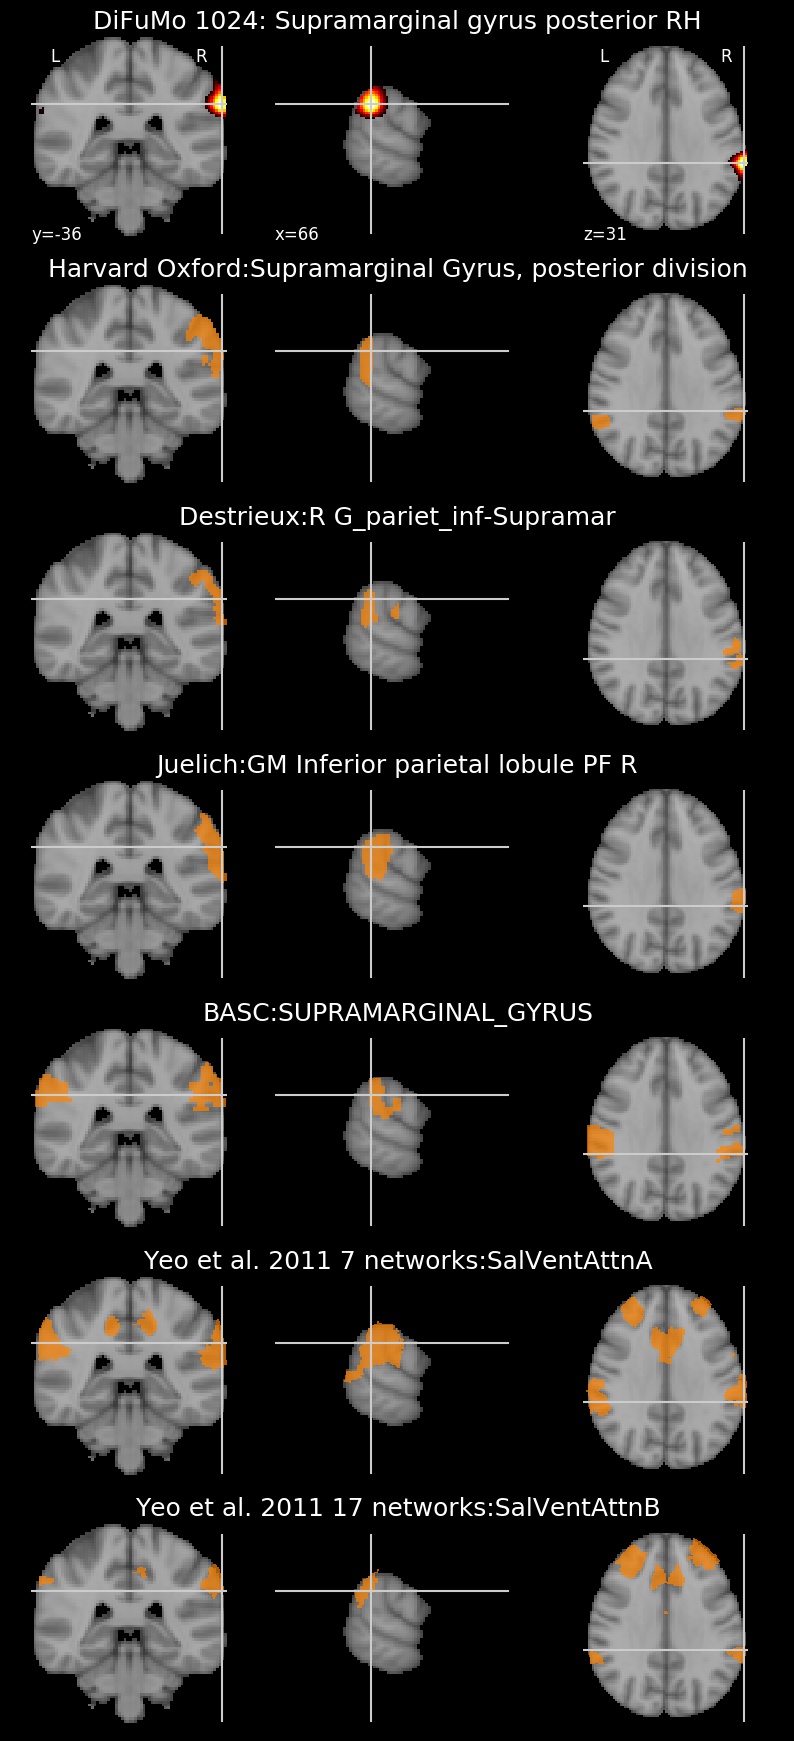 DiFuMo 1024: Supramarginal gyrus posterior RH
L R L R
y=-36 x=66 z=31
Harvard Oxford:Supramarginal Gyrus, posterior division
Destrieux:R G_pariet_inf-Supramar
Juelich:GM Inferior parietal lobule PF R
BASC:SUPRAMARGINAL_GYRUS
Yeo et al. 2011 7 networks:SalVentAttnA
Yeo et al. 2011 17 networks:SalVentAttnB